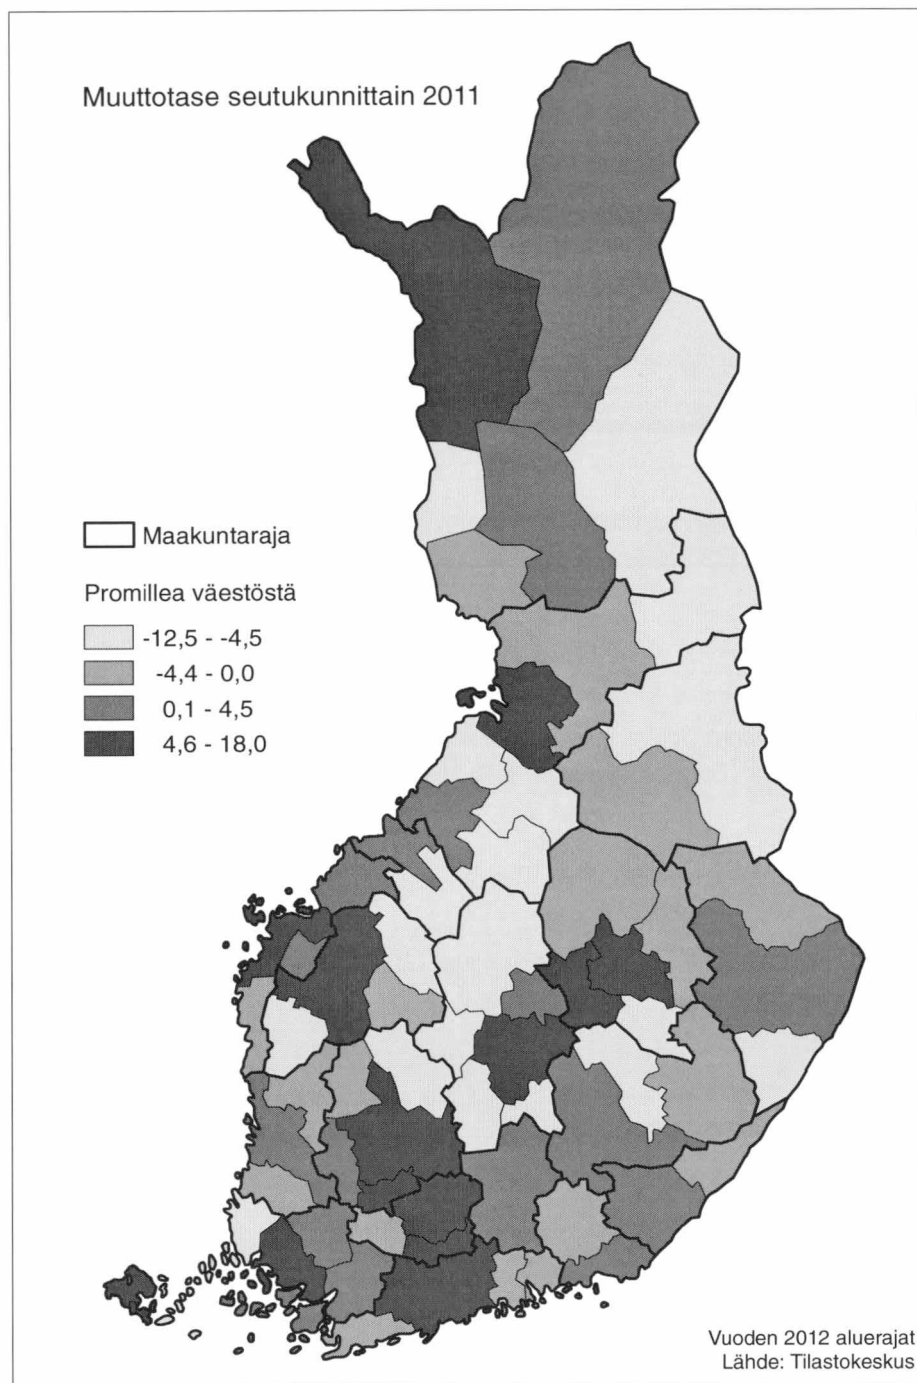 Muuttotase seutukunnittain 2011
Maakuntaraja
Promillea väestöstä
-12,5 - -4,5
-4,4 - 0,0
0,1 - 4,5
4,6 - 18,0
Vuoden 2012 aluerajat
Lähde: Tilastokeskus